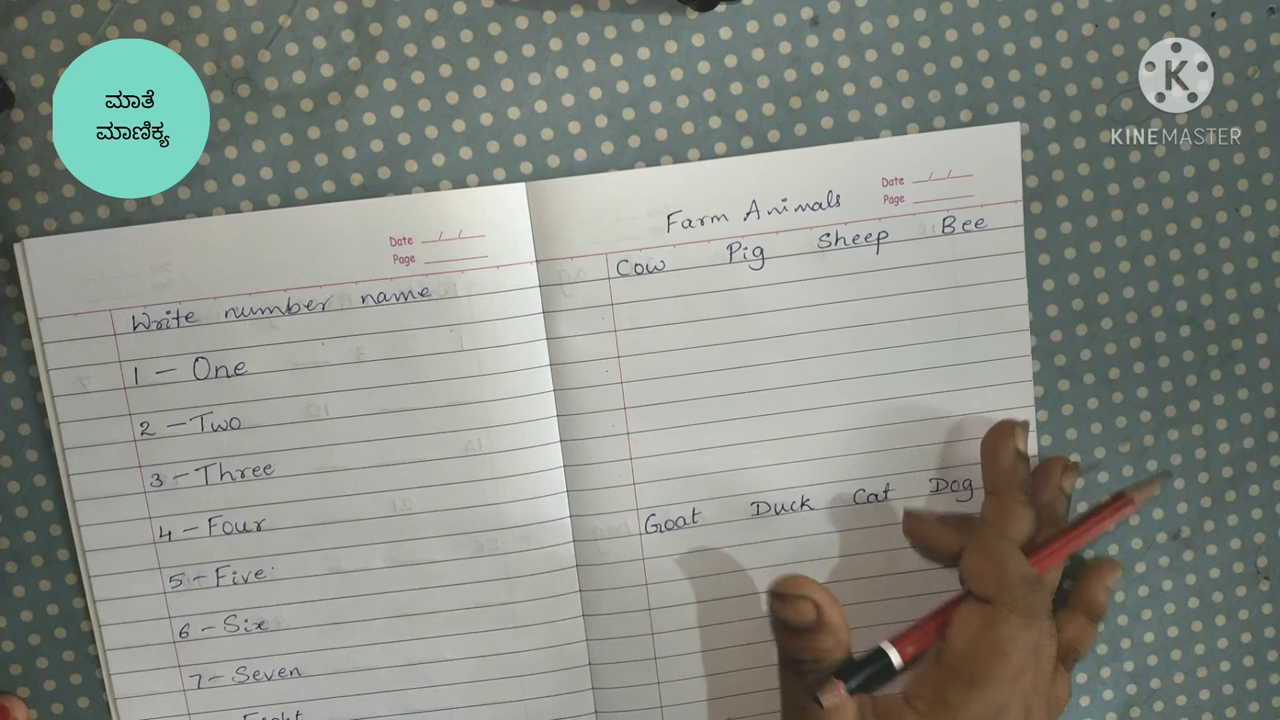 ಮಾತೆ
ಮಾಣಿಕ್ಯ
K
KINEMASTER
Date
Page
Write number name
1 - One
2 - Two
3 - Three
4 - Four
5 - Five
6 - Six
7 - Seven
Eight
Date
Page
Farm Animals
Cow Pig Sheep Bee
Goat Duck Cat Dog